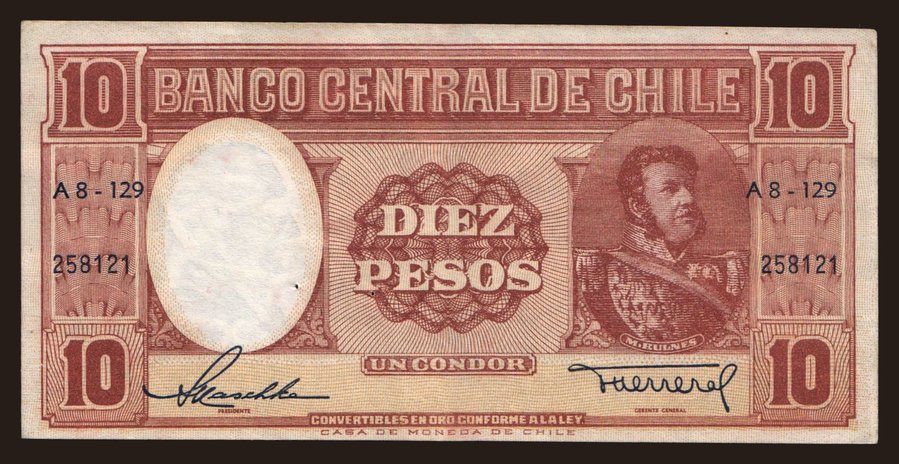 10 BANCO CENTRAL DE CHILE 10
A 8 - 129 A 8 - 129
DIEZ
PESOS
258121 258121
M. BULNES
10 UN CONDOR 10
PRESIDENTE GERENTE GENERAL
CONVERTIBLES EN ORO CONFORME A LA LEY
CASA DE MONEDA DE CHILE